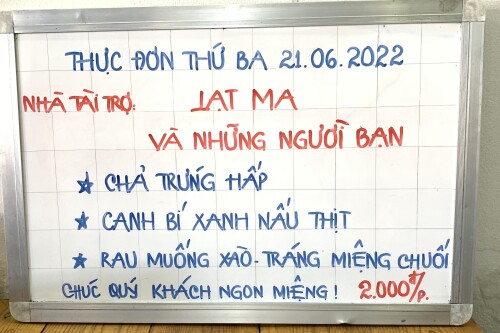 THỰC ĐƠN THỨ BA 21.06.2022
NHÀ TÀI TRỢ: LẠT MA
VÀ NHỮNG NGƯỜI BẠN
★ CHẢ TRỨNG HẤP
★ CANH BÍ XANH NẤU THỊT
★ RAU MUỐNG XÀO - TRÁNG MIỆNG CHUỐI
CHÚC QUÝ KHÁCH NGON MIỆNG! 2.000đ/p.